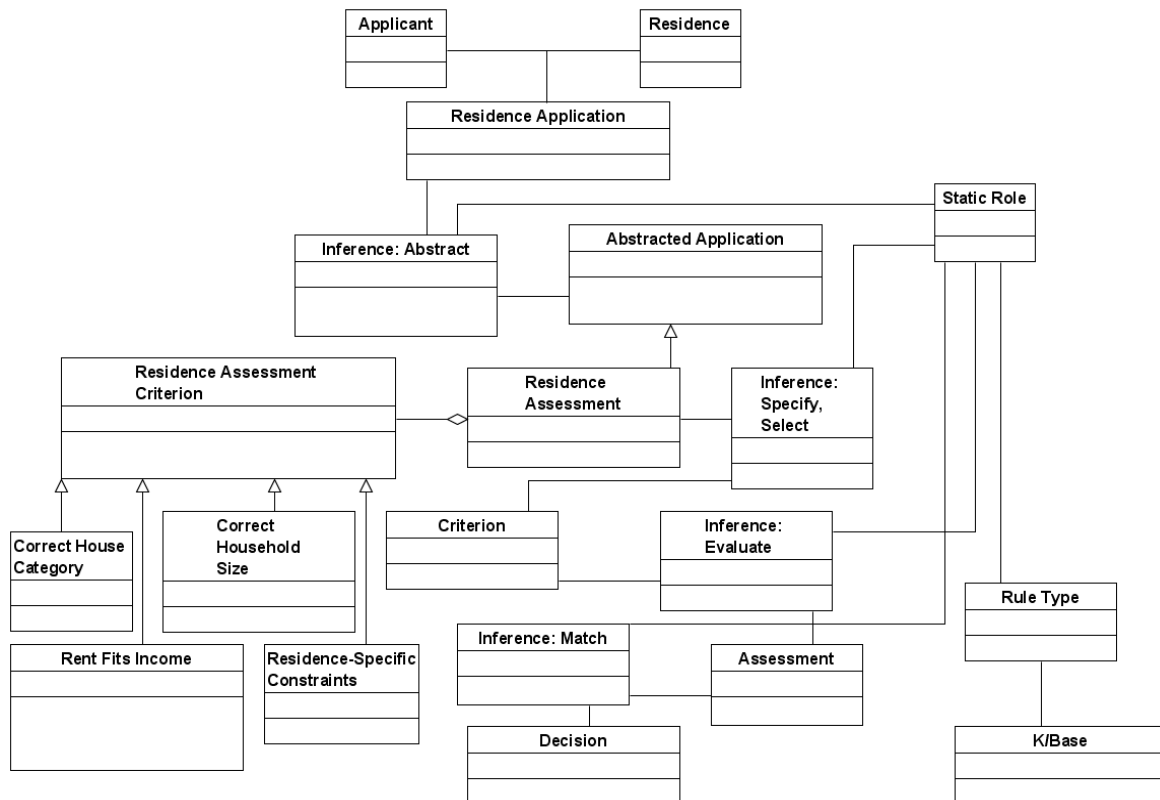 Applicant
Residence
Residence Application
Static Role
Inference: Abstract
Abstracted Application
Residence Assessment
Criterion
Residence
Assessment
Inference:
Specify,
Select
Criterion
Inference:
Evaluate
Correct House
Category
Correct
Household
Size
Rule Type
Inference: Match
Rent Fits Income
Residence-Specific
Constraints
Assessment
Decision
K/Base